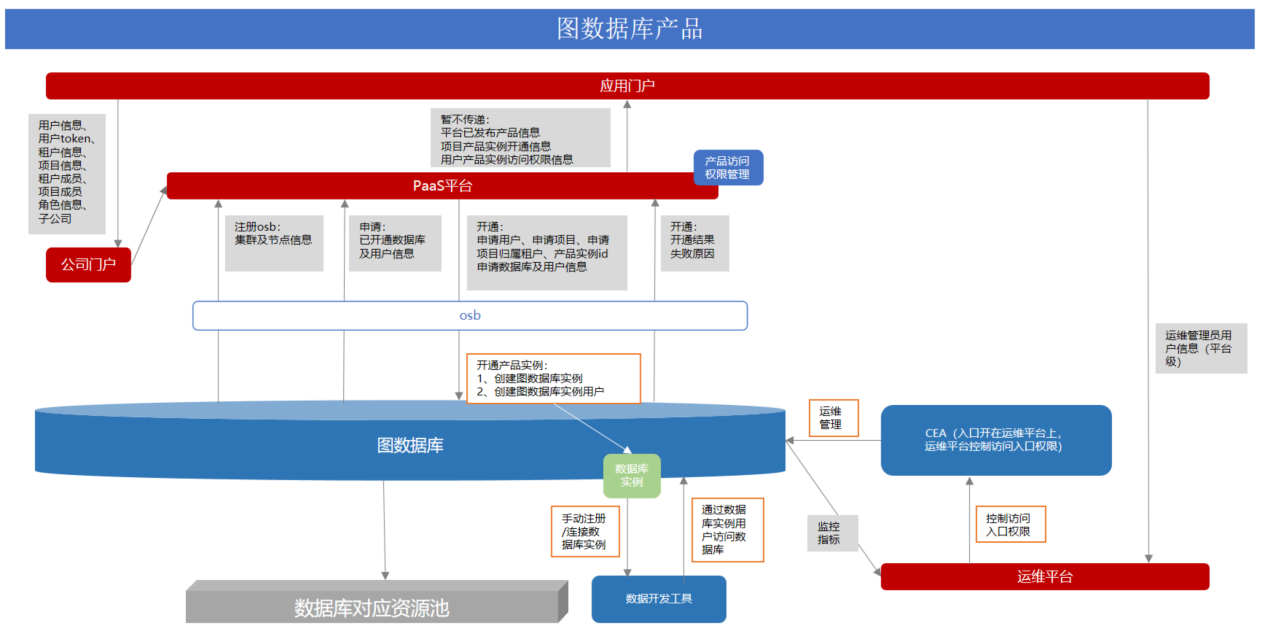 图数据库产品
应用门户
用户信息、
用户token、
租户信息、
项目信息、
租户成员、
项目成员
角色信息、
子公司
暂不传递：
平台已发布产品信息
项目产品实例开通信息
用户产品实例访问权限信息
产品访问
权限管理
PaaS平台
公司门户
注册osb：
集群及节点信息
申请：
已开通数据库
及用户信息
开通：
申请用户、申请项目、申请
项目归属租户、产品实例id
申请数据库及用户信息
开通：
开通结果
失败原因
osb
运维管理员用
户信息（平台
级）
开通产品实例：
1、创建图数据库实例
2、创建图数据库实例用户
运维
管理
CEA（入口开在运维平台上，
运维平台控制访问入口权限）
图数据库
数据库
实例
手动注册
/连接数
据库实例
通过数据
库实例用
户访问数
据库
监控
指标
控制访问
入口权限
运维平台
数据库对应资源池
数据开发工具